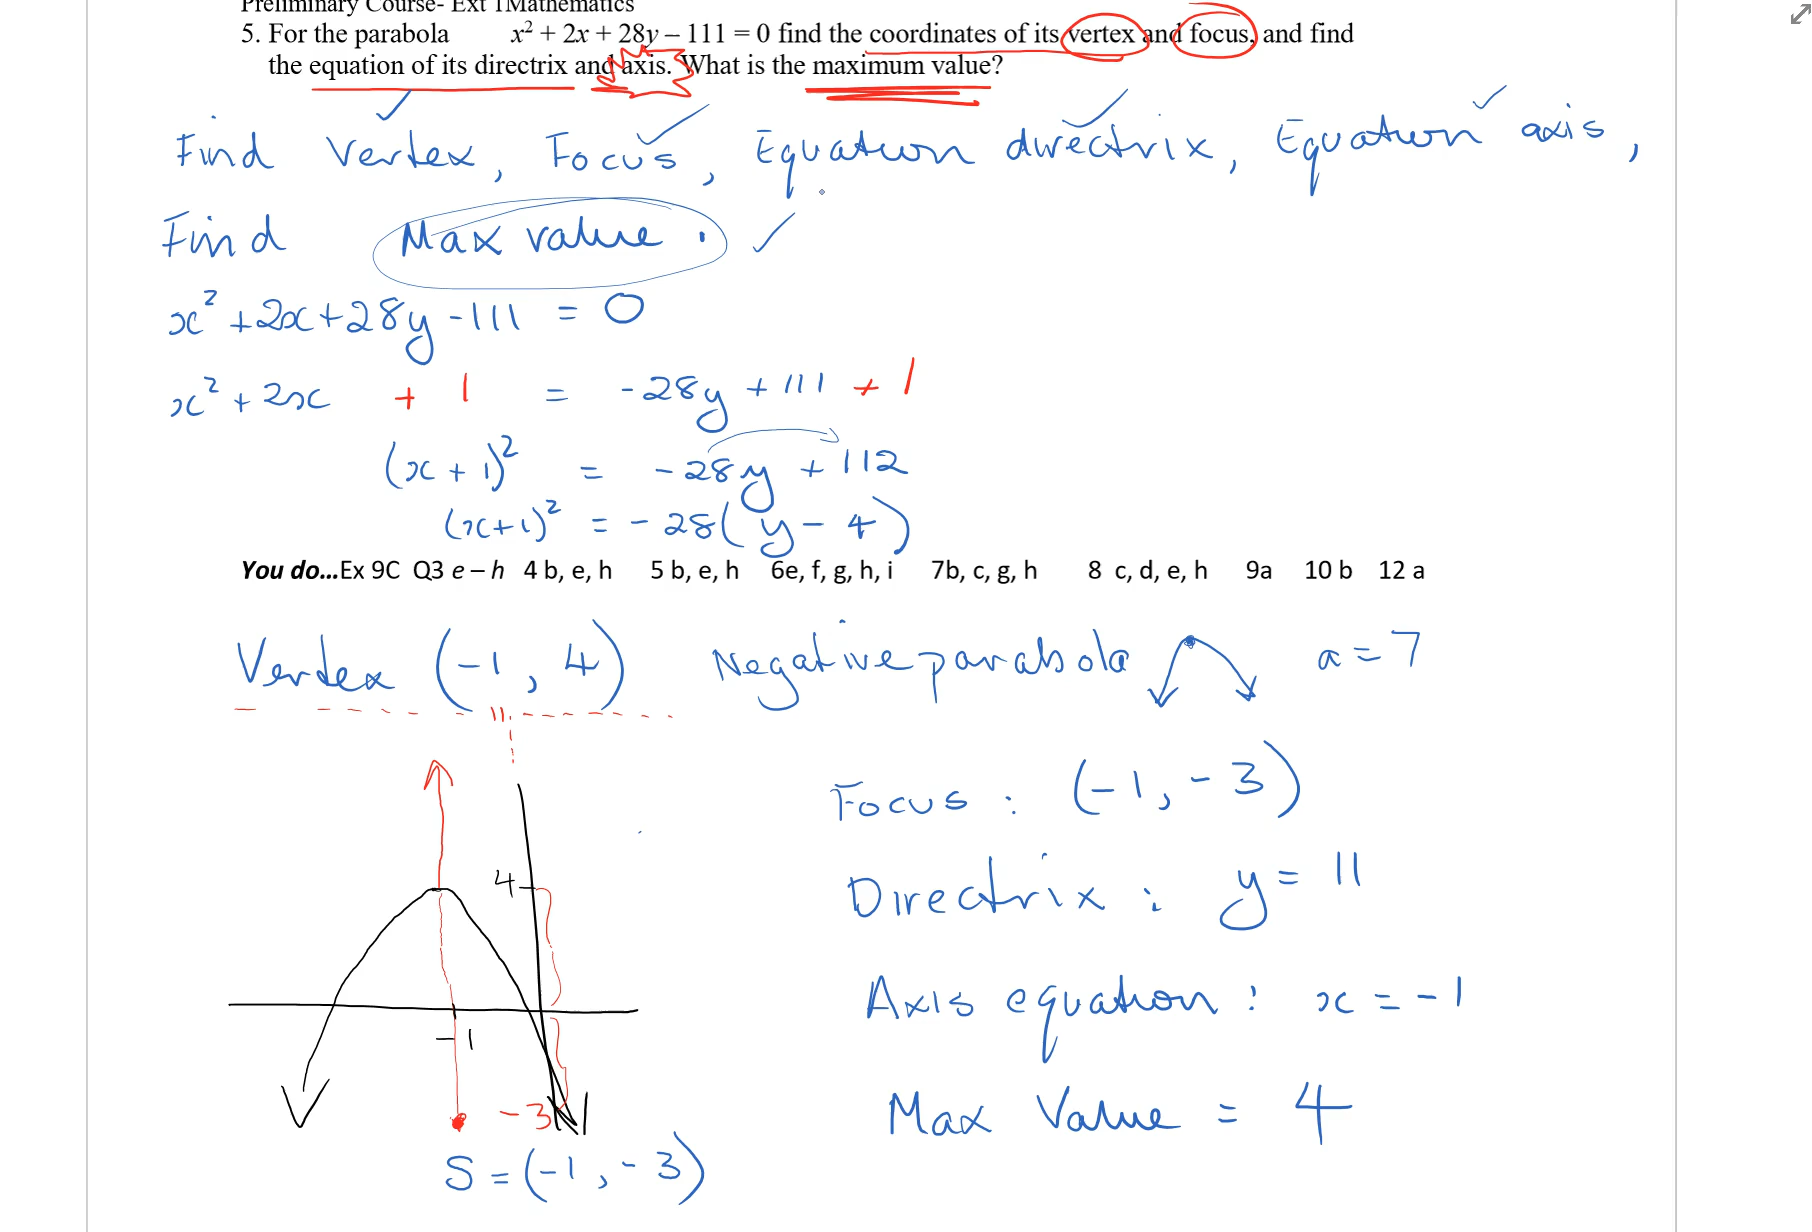 Preliminary Course- Ext 1Mathematics
5. For the parabola x² + 2x + 28y – 111 = 0 find the coordinates of its vertex and focus, and find
the equation of its directrix and axis. What is the maximum value?
Find Vertex, Focus, Equation directrix, Equation axis,
Find Max value.
x² + 2x + 28y - 111 = 0
x² + 2x + 1 = -28y + 111 + 1
(x + 1)² = -28y + 112
(x+1)² = -28(y - 4)
You do...Ex 9C Q3 e – h 4 b, e, h 5 b, e, h 6e, f, g, h, i 7b, c, g, h 8 c, d, e, h 9a 10 b 12 a
Vertex (-1, 4) Negative parabola a = 7
11
Focus : (-1, -3)
4
Directrix : y = 11
Axis equation : x = -1
-1
-3
Max Value = 4
S = (-1, -3)